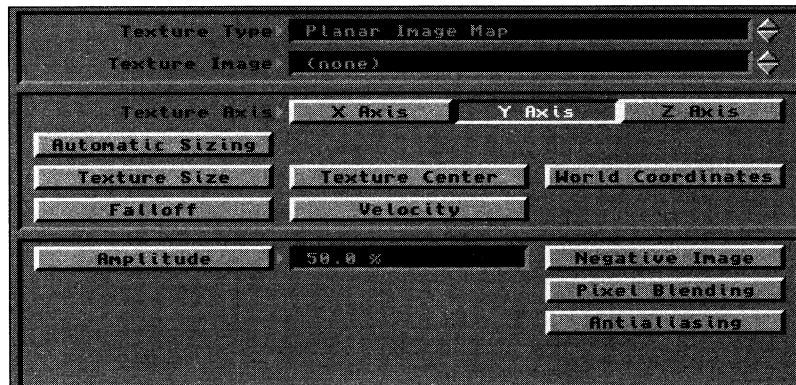 Texture Type Planar Image Map
Texture Image (none)
Texture Axis X Axis Y Axis Z Axis
Automatic Sizing
Texture Size Texture Center World Coordinates
Falloff Velocity
Amplitude 50.0 % Negative Image
Pixel Blending
Antialiasing